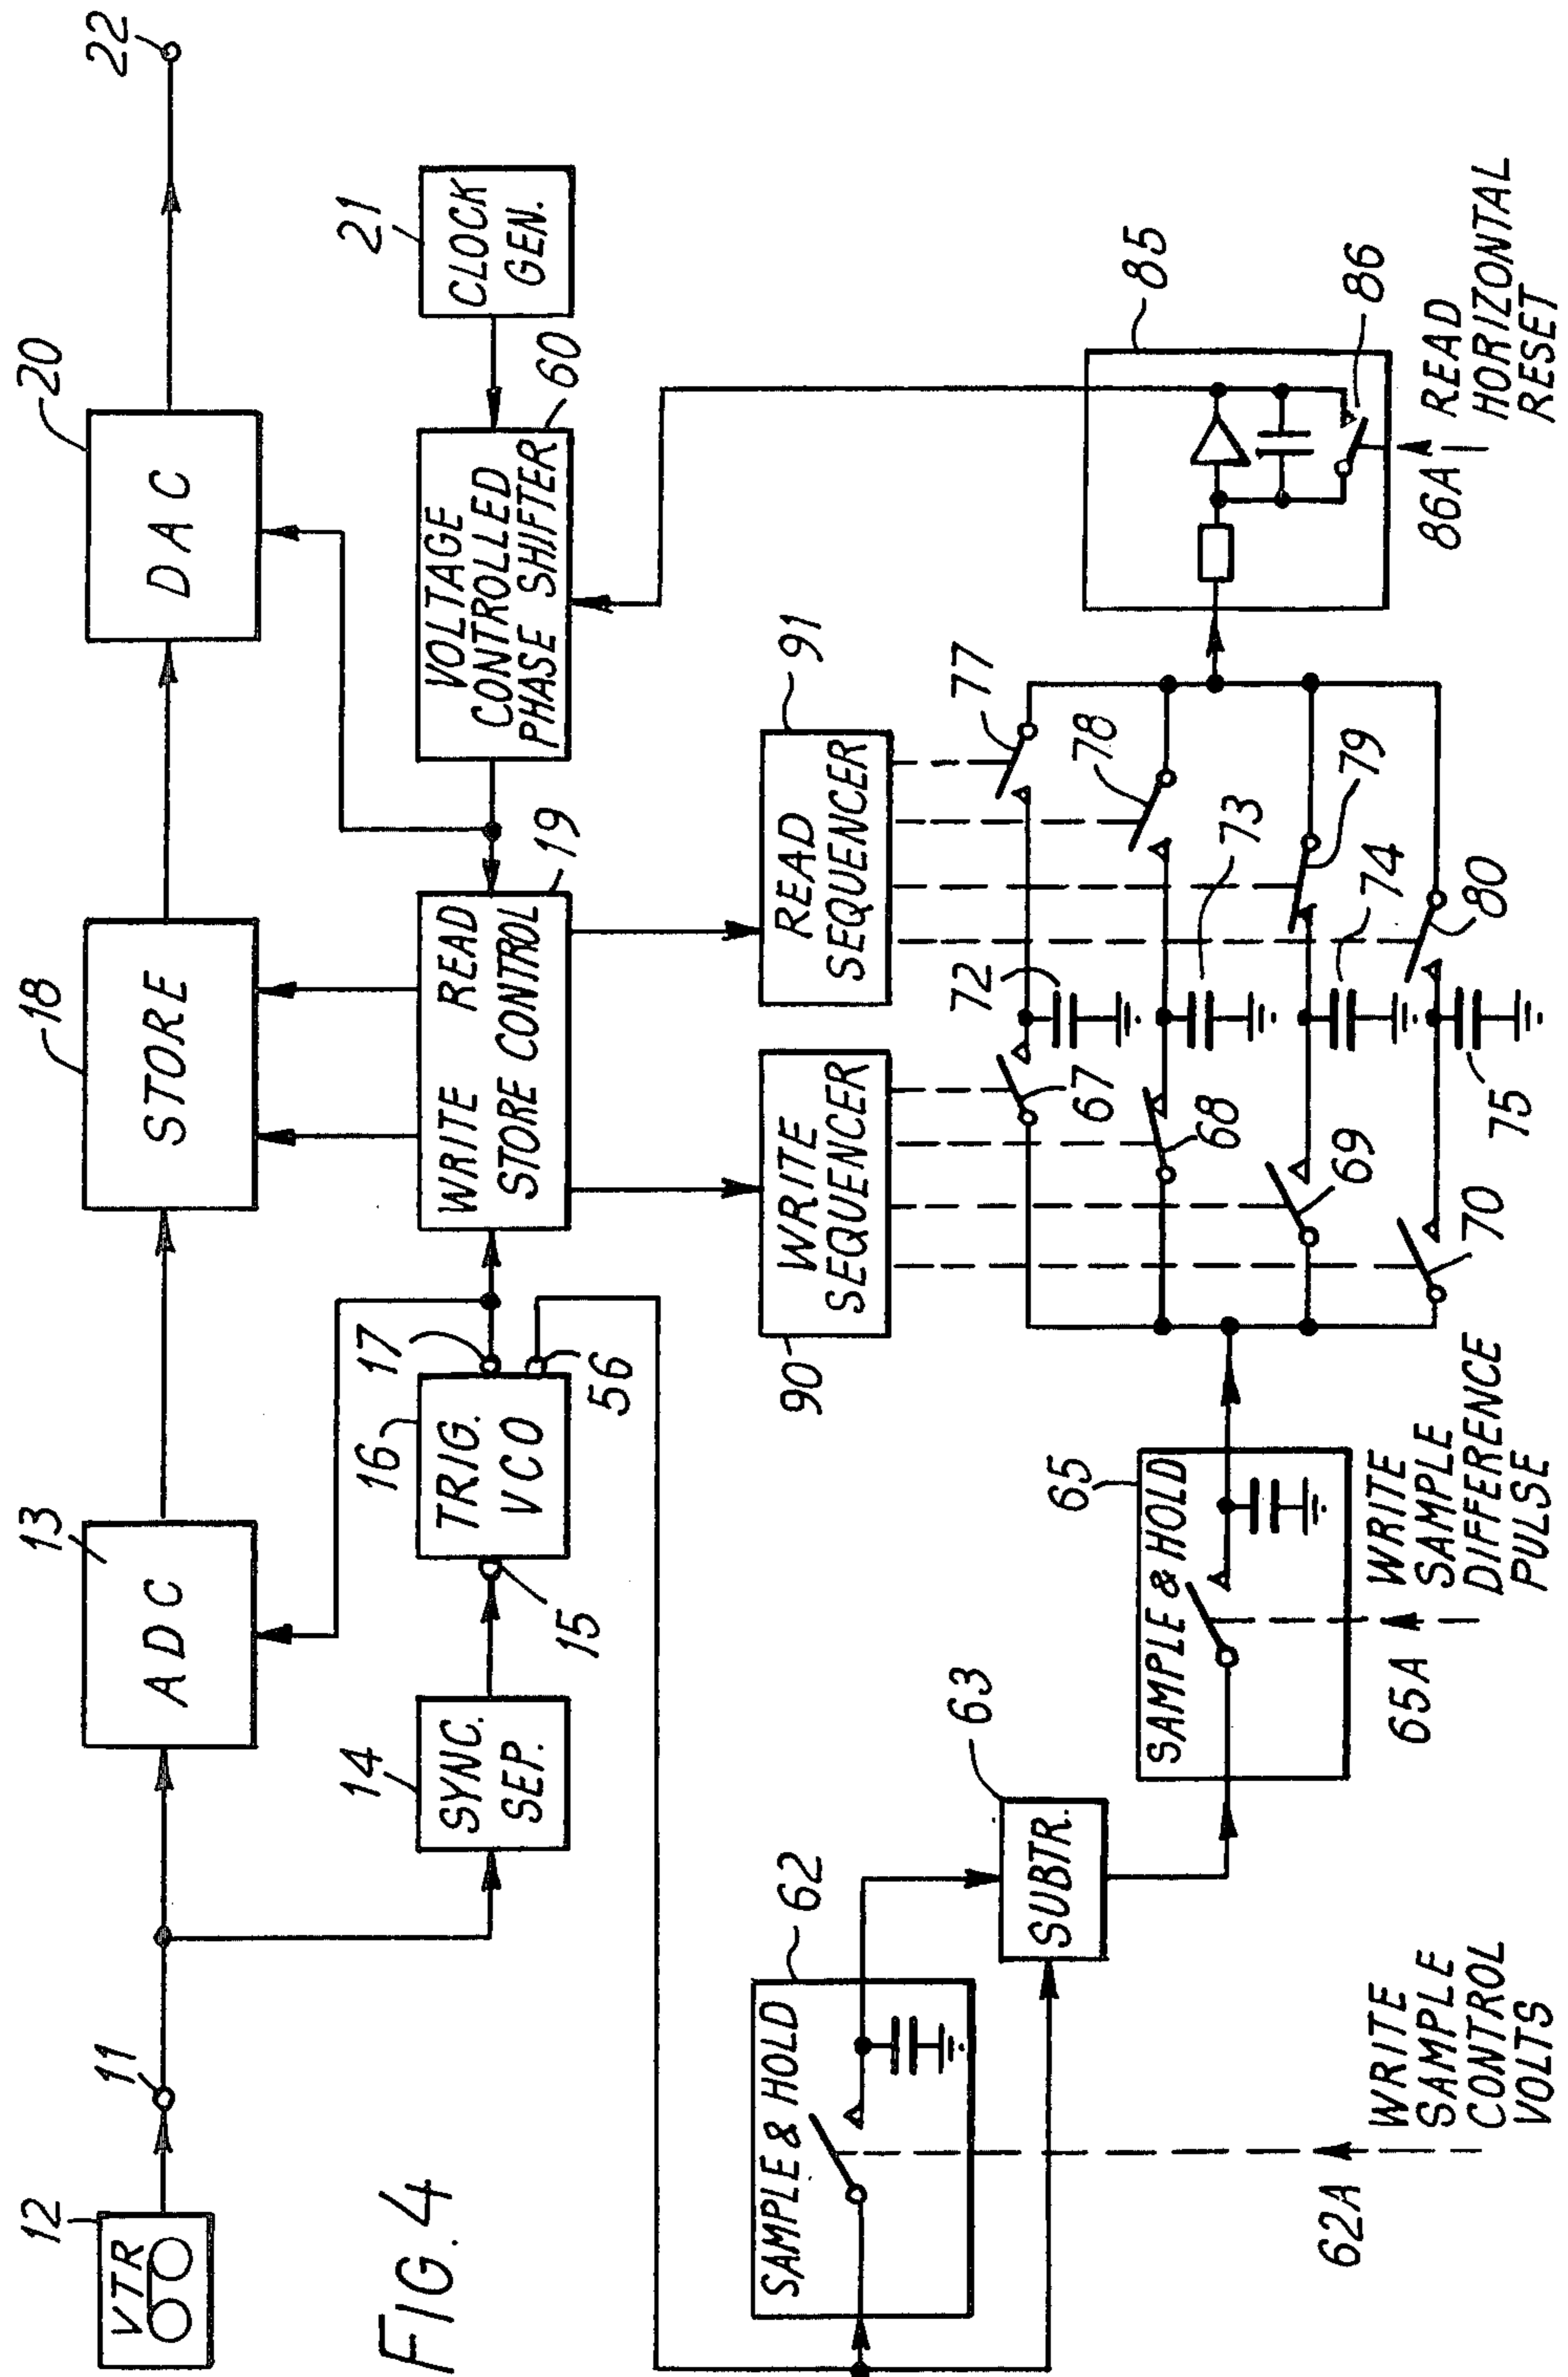 FIG. 4
12
VTR
11
13
ADC
18
STORE
20
DAC
22
14
SYNC.
SEP.
15
16
TRIG.
VCO
17
56
WRITE READ
STORE CONTROL
19
VOLTAGE
CONTROLLED
PHASE SHIFTER
60
21
CLOCK
GEN.
90
WRITE
SEQUENCER
READ
SEQUENCER
91
62
SAMPLE & HOLD
62A
WRITE
SAMPLE
CONTROL
VOLTS
63
SUBTR.
65
SAMPLE & HOLD
65A
WRITE
SAMPLE
DIFFERENCE
PULSE
67
68
69
70
72
73
74
75
77
78
79
80
85
86
86A
READ
HORIZONTAL
RESET